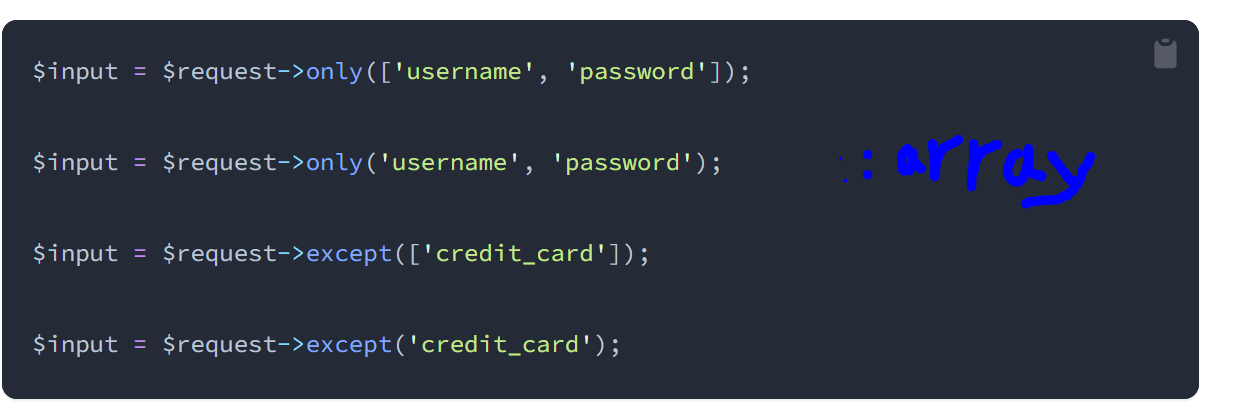 $input = $request->only(['username', 'password']);
$input = $request->only('username', 'password');
: array
$input = $request->except(['credit_card']);
$input = $request->except('credit_card');